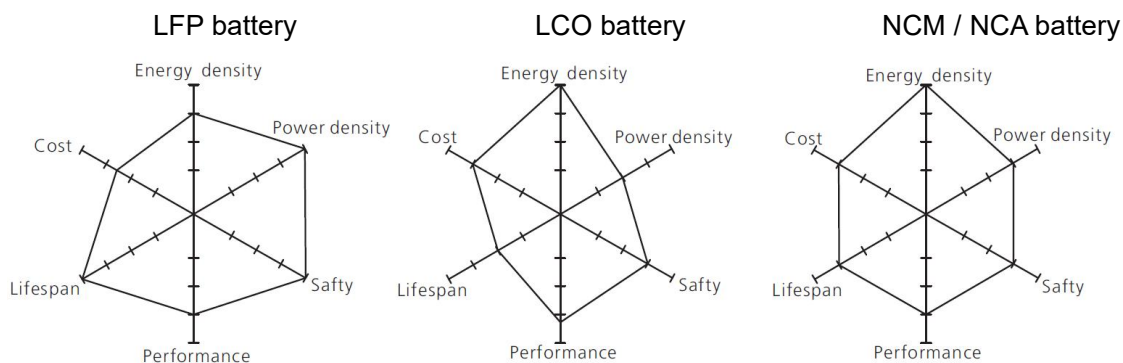 LFP battery
Energy density
Power density
Cost
Lifespan
Safty
Performance
LCO battery
Energy density
Power density
Cost
Lifespan
Safty
Performance
NCM / NCA battery
Energy density
Power density
Cost
Lifespan
Safty
Performance